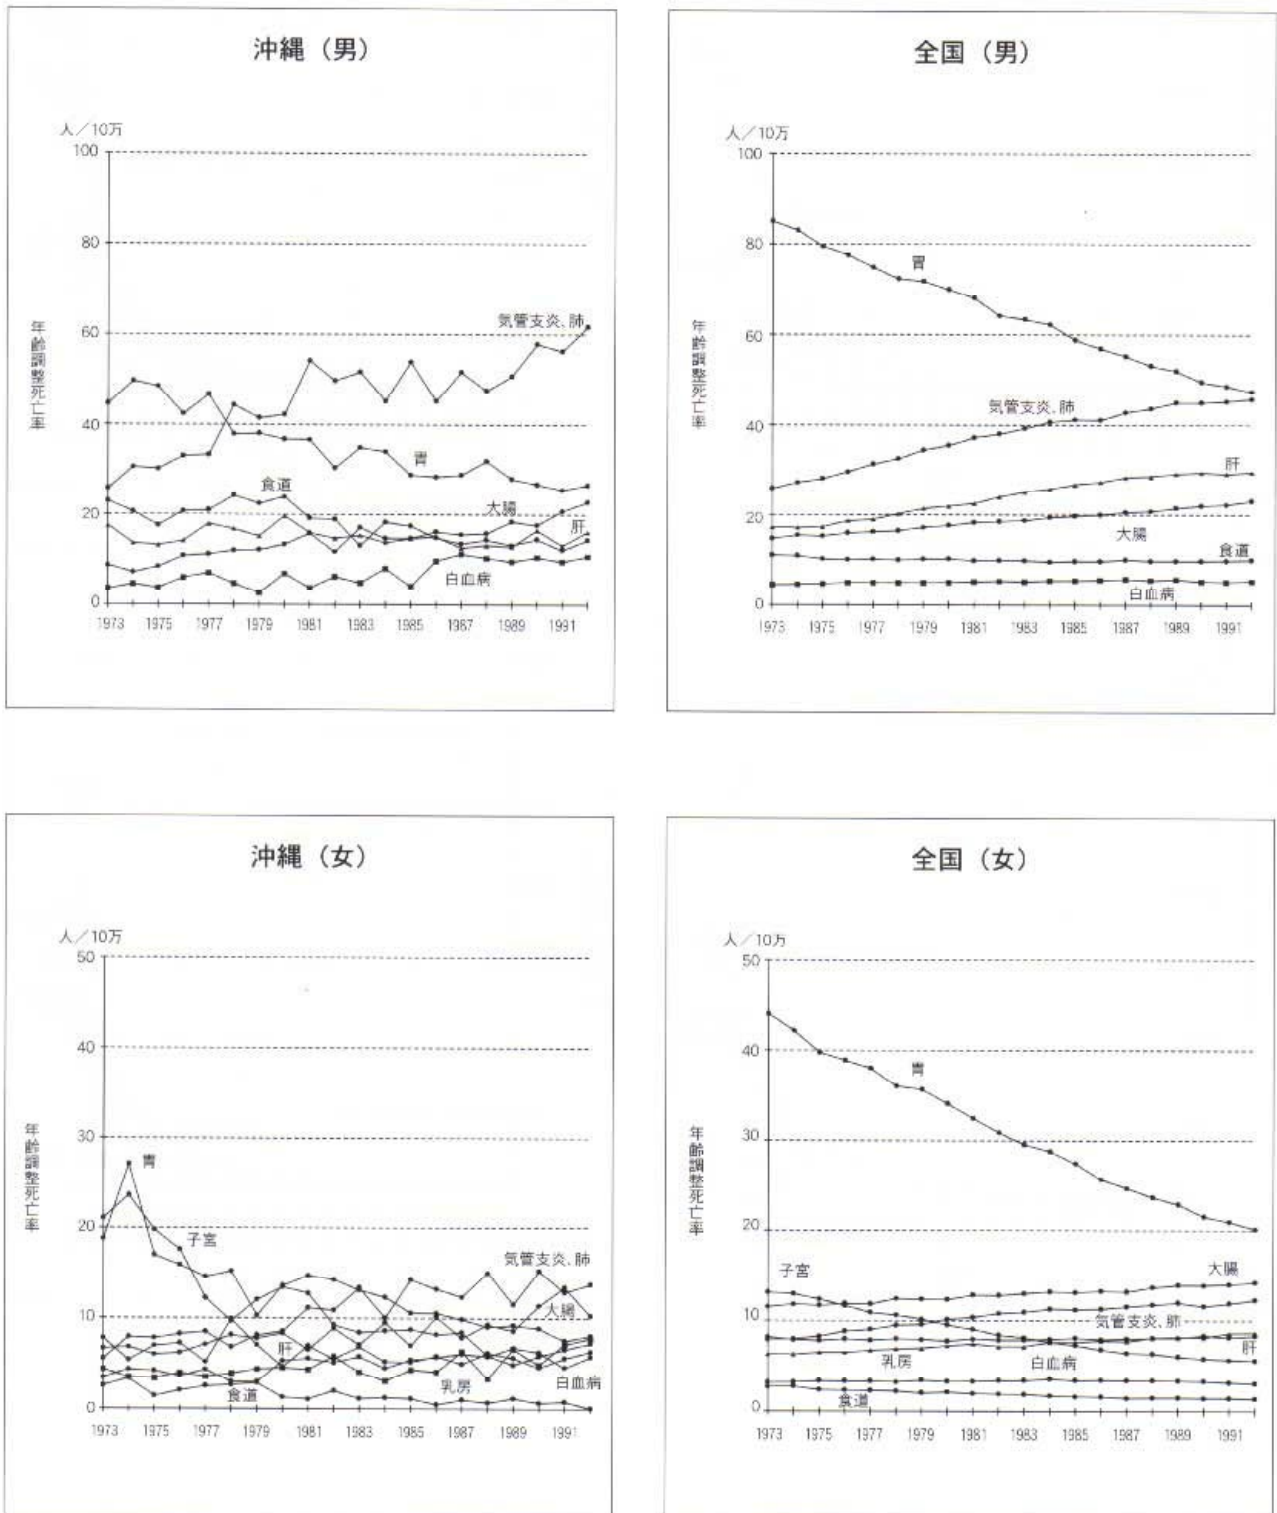 沖縄（男）
人／10万
100
80
60
40
20
0
年齢調整死亡率
気管支炎、肺
胃
食道
大腸
肝
白血病
1973 1975 1977 1979 1981 1983 1985 1987 1989 1991
全国（男）
人／10万
100
80
60
40
20
0
年齢調整死亡率
胃
気管支炎、肺
肝
大腸
食道
白血病
1973 1975 1977 1979 1981 1983 1985 1987 1989 1991
沖縄（女）
人／10万
50
40
30
20
10
0
年齢調整死亡率
胃
子宮
気管支炎、肺
大腸
肝
食道
乳房
白血病
1973 1975 1977 1979 1981 1983 1985 1987 1989 1991
全国（女）
人／10万
50
40
30
20
10
0
年齢調整死亡率
胃
子宮
大腸
気管支炎、肺
乳房
白血病
肝
食道
1973 1975 1977 1979 1981 1983 1985 1987 1989 1991